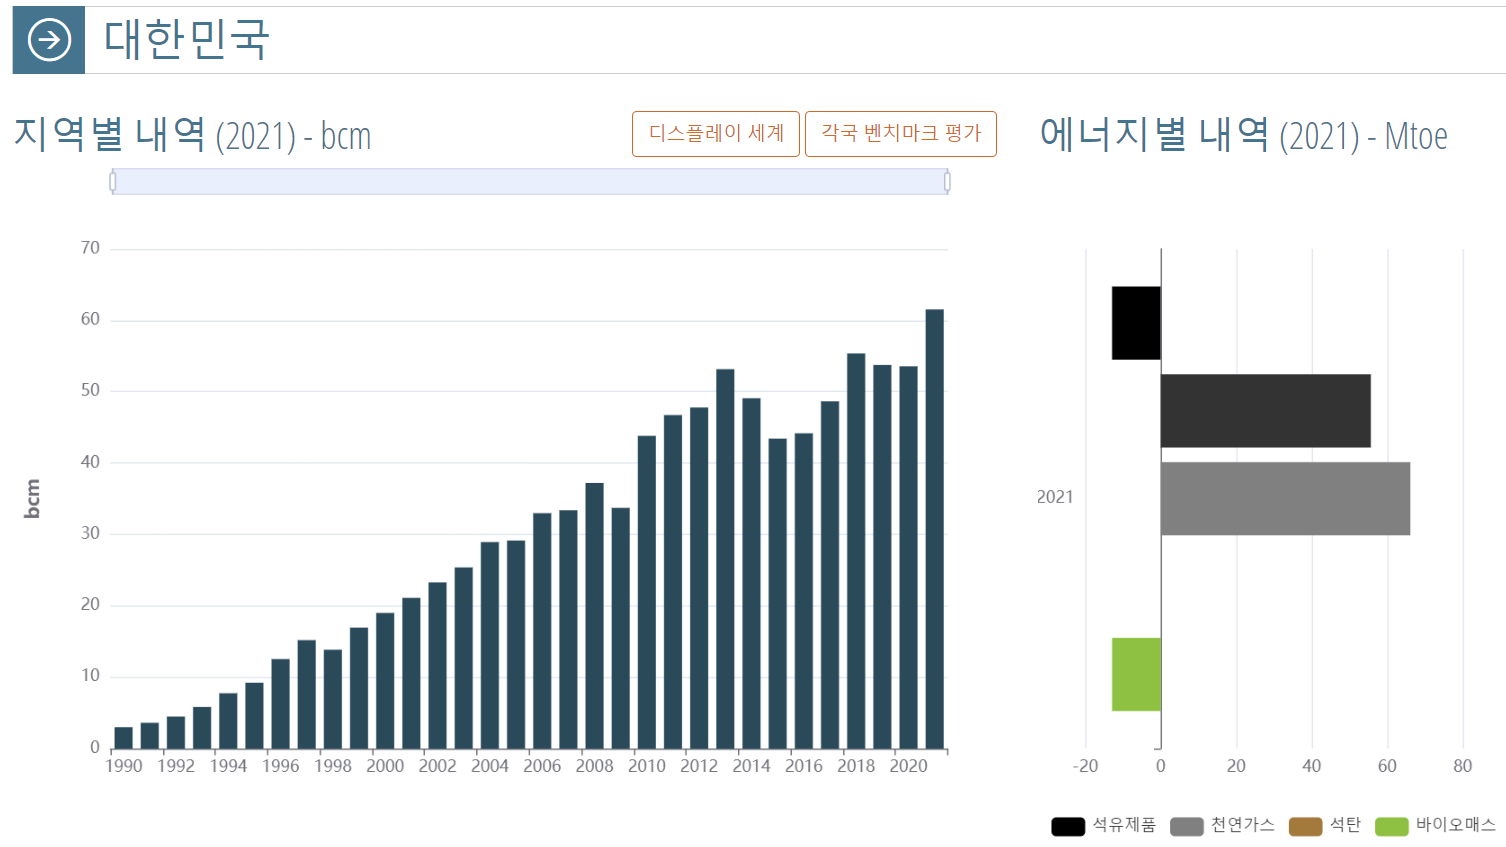 대한민국
지역별 내역 (2021) - bcm
디스플레이 세계
각국 벤치마크 평가
70
60
50
40
30
20
10
0
bcm
1990 1992 1994 1996 1998 2000 2002 2004 2006 2008 2010 2012 2014 2016 2018 2020
에너지별 내역 (2021) - Mtoe
2021
-20 0 20 40 60 80
석유제품 천연가스 석탄 바이오매스